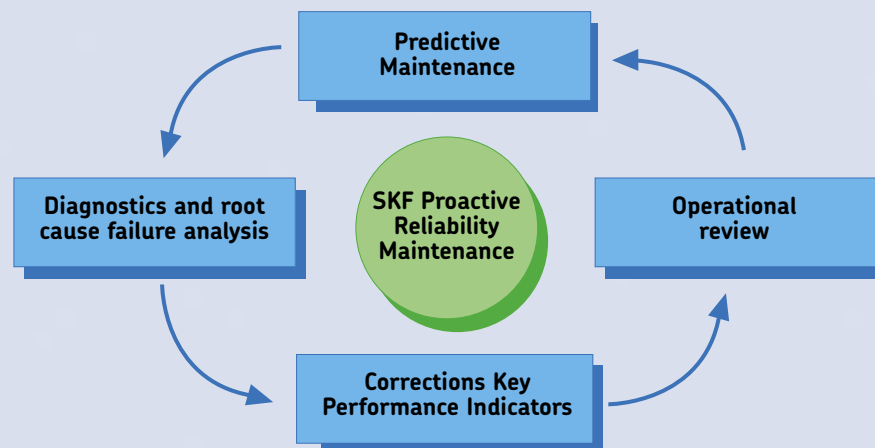 Predictive
Maintenance
Diagnostics and root
cause failure analysis
SKF Proactive
Reliability
Maintenance
Operational
review
Corrections Key
Performance Indicators